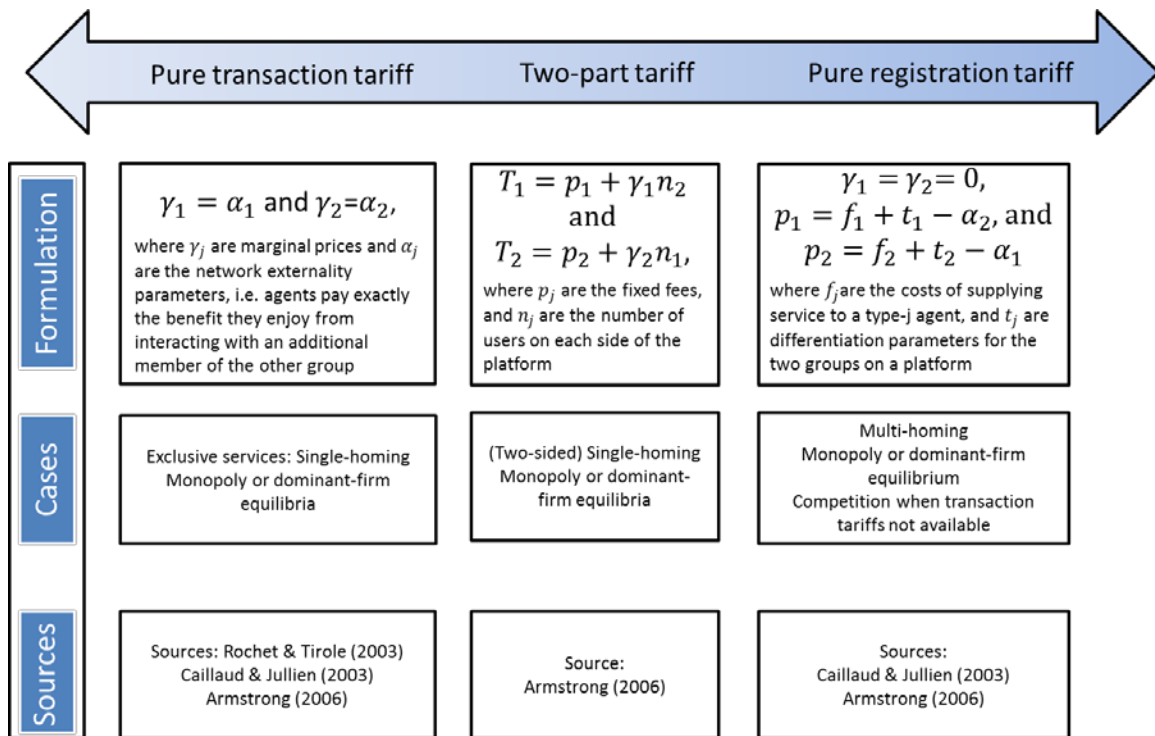 Pure transaction tariff
Two-part tariff
Pure registration tariff
Formulation
γ₁ = α₁ and γ₂=α₂,
where γⱼ are marginal prices and αⱼ
are the network externality
parameters, i.e. agents pay exactly
the benefit they enjoy from
interacting with an additional
member of the other group
T₁ = p₁ + γ₁n₂
and
T₂ = p₂ + γ₂n₁,
where pⱼ are the fixed fees,
and nⱼ are the number of
users on each side of the
platform
γ₁ = γ₂= 0,
p₁ = f₁ + t₁ − α₂, and
p₂ = f₂ + t₂ − α₁
where fⱼare the costs of supplying
service to a type-j agent, and tⱼ are
differentiation parameters for the
two groups on a platform
Cases
Exclusive services: Single-homing
Monopoly or dominant-firm
equilibria
(Two-sided) Single-homing
Monopoly or dominant-
firm equilibria
Multi-homing
Monopoly or dominant-firm
equilibrium
Competition when transaction
tariffs not available
Sources
Sources: Rochet & Tirole (2003)
Caillaud & Jullien (2003)
Armstrong (2006)
Source:
Armstrong (2006)
Sources:
Caillaud & Jullien (2003)
Armstrong (2006)